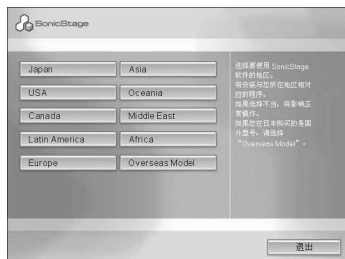 SonicStage
Japan
Asia
USA
Oceania
Canada
Middle East
Latin America
Africa
Europe
Overseas Model
选择要使用 SonicStage
软件的地区。
将安装与您所在地区相对
应的程序。
如果选择不当，将影响正
常操作。
如果您在日本购买的是国
外型号，请选择
“Overseas Model”。
退出